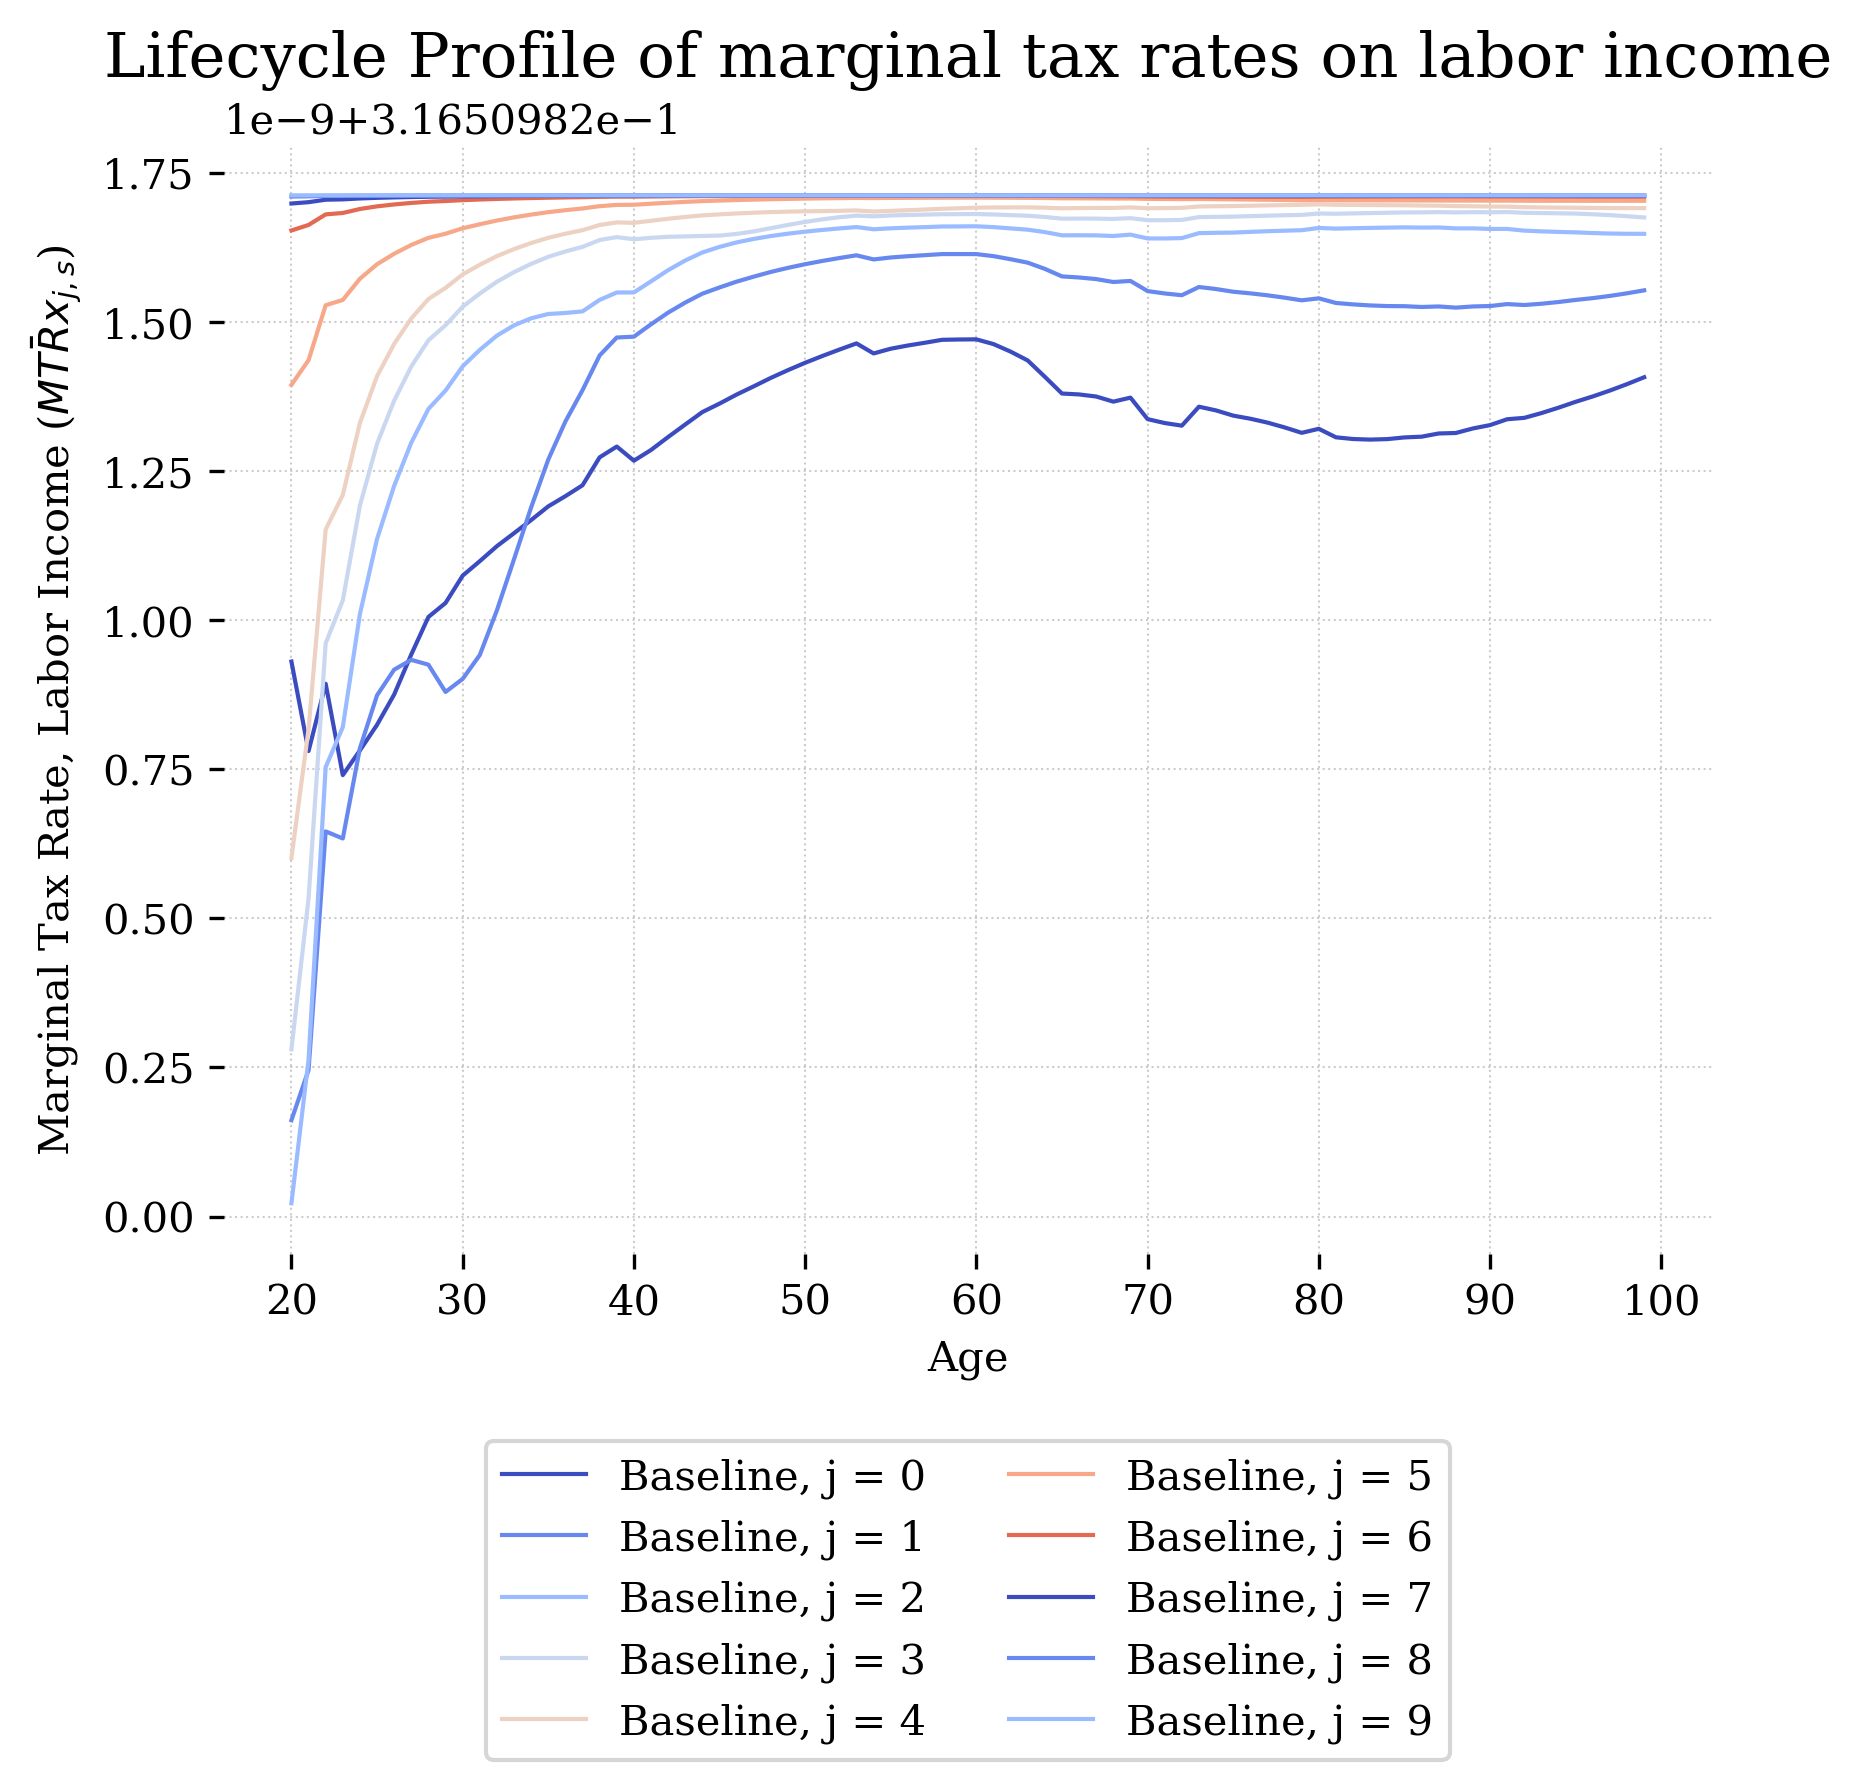 Lifecycle Profile of marginal tax rates on labor income
1e−9+3.1650982e−1
Marginal Tax Rate, Labor Income (MT̄Rx_{j,s})
1.75
1.50
1.25
1.00
0.75
0.50
0.25
0.00
20 30 40 50 60 70 80 90 100
Age
Baseline, j = 0
Baseline, j = 1
Baseline, j = 2
Baseline, j = 3
Baseline, j = 4
Baseline, j = 5
Baseline, j = 6
Baseline, j = 7
Baseline, j = 8
Baseline, j = 9